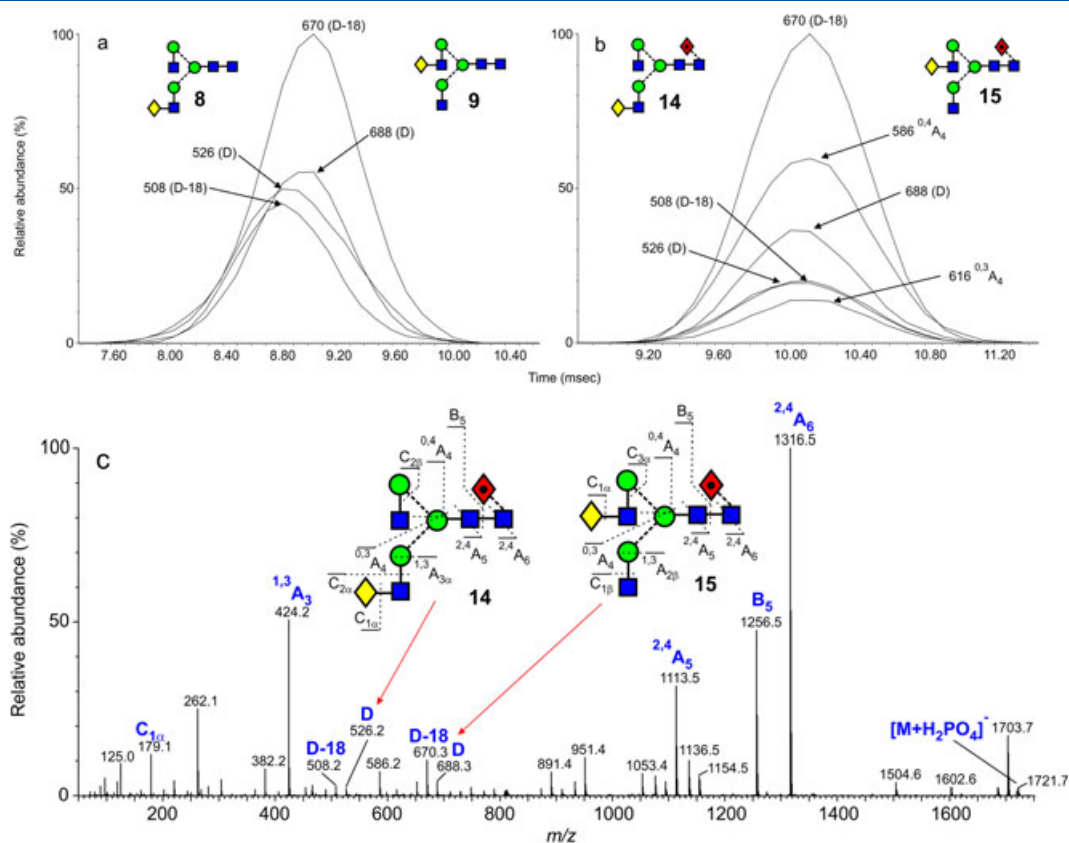 a
670 (D-18)
100
8
9
688 (D)
526 (D)
508 (D-18)
50
0
Relative abundance (%)
7.60 8.00 8.40 8.80 9.20 9.60 10.00 10.40
b
670 (D-18)
100
14
15
586 0,4A4
688 (D)
508 (D-18)
526 (D)
616 0,3A4
50
0
9.20 9.60 10.00 10.40 10.80 11.20
Time (msec)
c
100
50
0
Relative abundance (%)
B5
0,4A4
C2β
0,3A4
1,3A3α
2,4A5
2,4A6
C2α
C1α
14
B5
0,4A4
C3α
C1α
0,3A4
1,3A2β
2,4A5
2,4A6
C1β
15
2,4A6
1316.5
B5
1256.5
1,3A3
424.2
2,4A5
1113.5
262.1
C1α
179.1
125.0
382.2
D-18
508.2
D
526.2
586.2
D-18
670.3
D
688.3
891.4
951.4
1053.4
1136.5
1154.5
[M+H2PO4]-
1504.6
1602.6
1703.7
1721.7
200 400 600 800 1000 1200 1400 1600
m/z